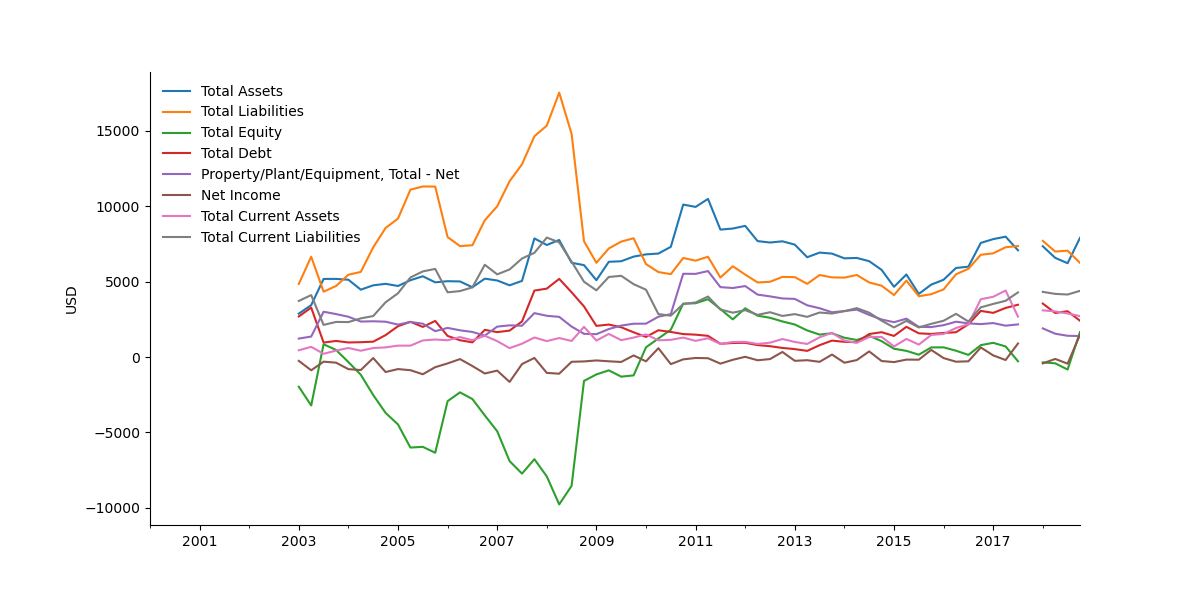 Total Assets
Total Liabilities
Total Equity
Total Debt
Property/Plant/Equipment, Total - Net
Net Income
Total Current Assets
Total Current Liabilities
USD
15000
10000
5000
0
−5000
−10000
2001 2003 2005 2007 2009 2011 2013 2015 2017